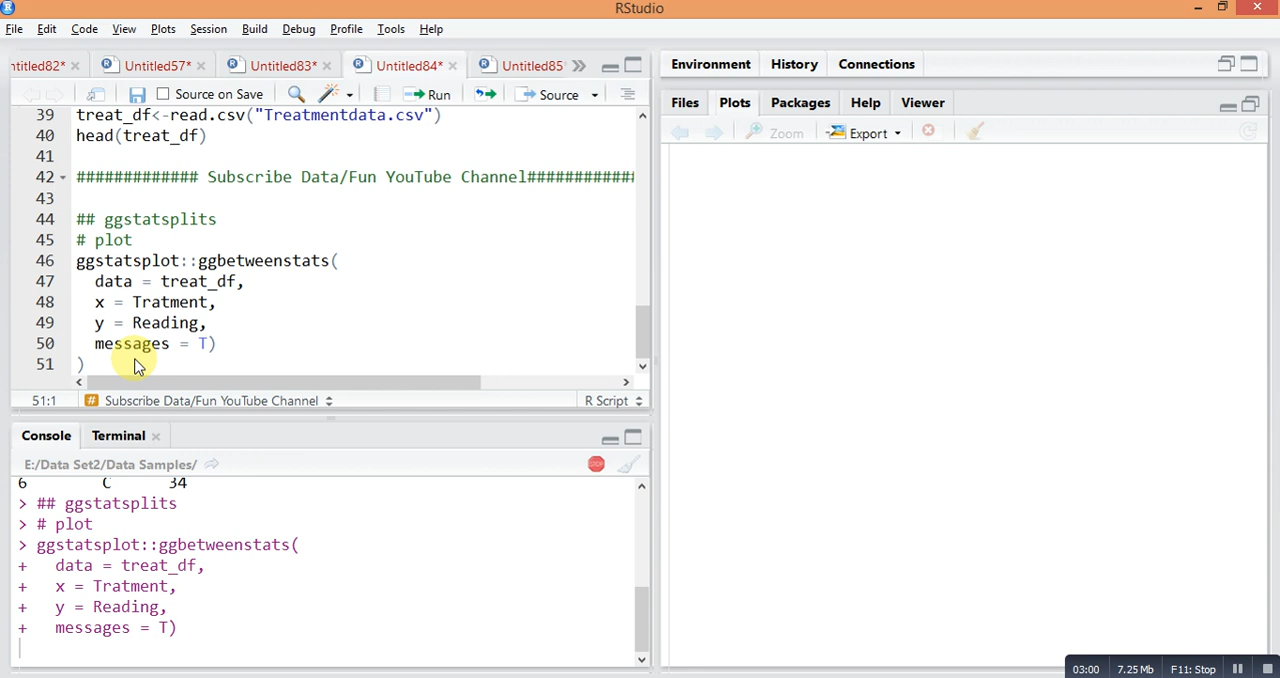 RStudio
File Edit Code View Plots Session Build Debug Profile Tools Help
ntitled82* Untitled57* Untitled83* Untitled84* Untitled85
Source on Save Run Source
39 treat_df<-read.csv("Treatmentdata.csv")
40 head(treat_df)
41
42 ############# Subscribe Data/Fun YouTube Channel############
43
44 ## ggstatsplits
45 # plot
46 ggstatsplot::ggbetweenstats(
47 data = treat_df,
48 x = Tratment,
49 y = Reading,
50 messages = T)
51 )
51:1 # Subscribe Data/Fun YouTube Channel R Script
Console Terminal
E:/Data Set2/Data Samples/ STOP
6 C 34
> ## ggstatsplits
> # plot
> ggstatsplot::ggbetweenstats(
+ data = treat_df,
+ x = Tratment,
+ y = Reading,
+ messages = T)
Environment History Connections
Files Plots Packages Help Viewer
Zoom Export
03:00 7.25 Mb F11: Stop